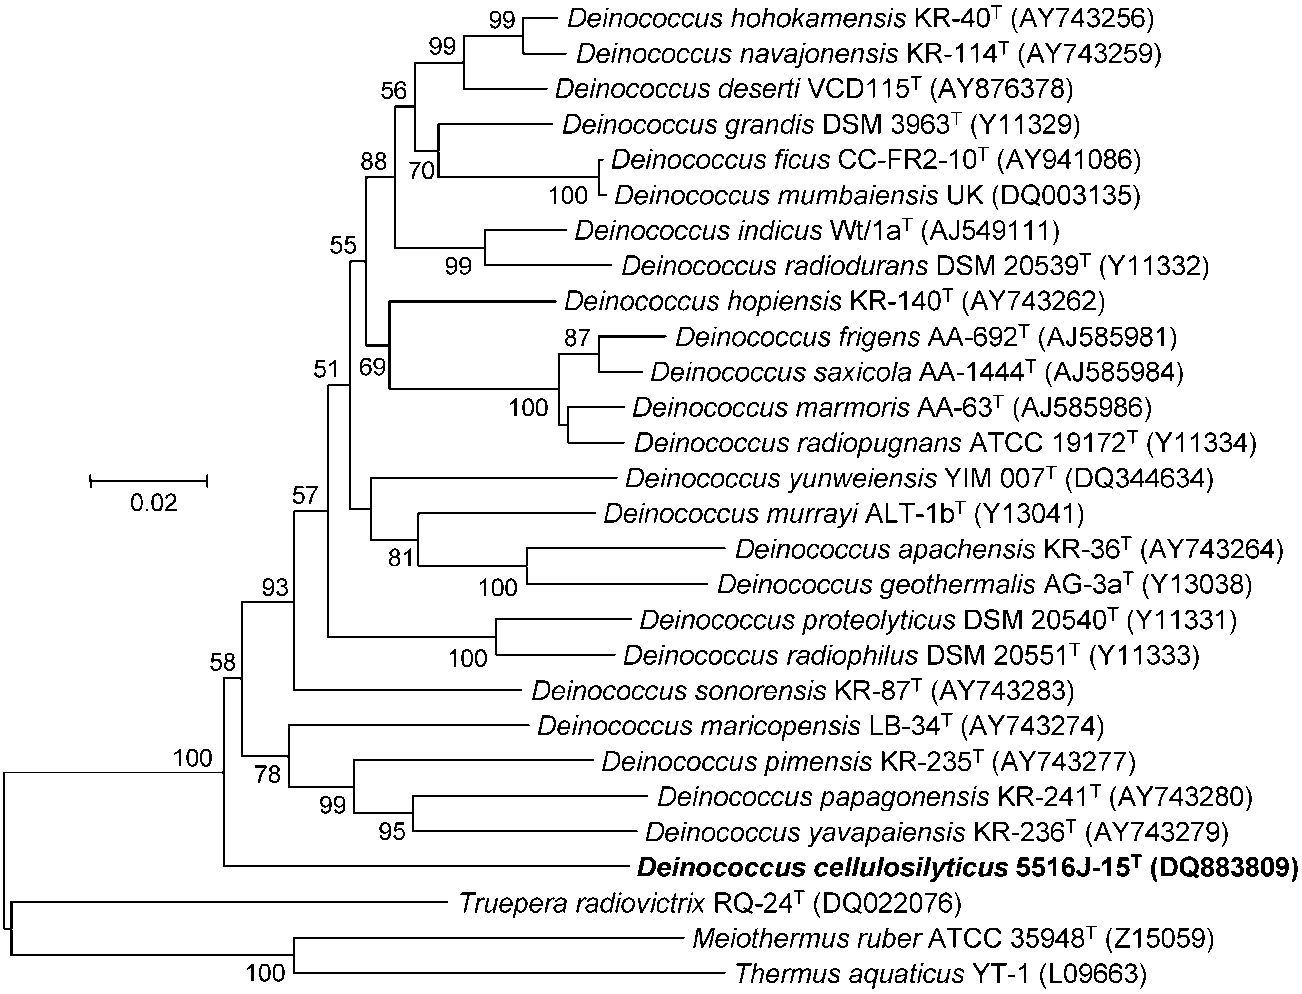 99 Deinococcus hohokamensis KR-40ᵀ (AY743256)
99 Deinococcus navajonensis KR-114ᵀ (AY743259)
Deinococcus deserti VCD115ᵀ (AY876378)
56
Deinococcus grandis DSM 3963ᵀ (Y11329)
88 70 Deinococcus ficus CC-FR2-10ᵀ (AY941086)
100 Deinococcus mumbaiensis UK (DQ003135)
Deinococcus indicus Wt/1aᵀ (AJ549111)
55
99 Deinococcus radiodurans DSM 20539ᵀ (Y11332)
Deinococcus hopiensis KR-140ᵀ (AY743262)
87 Deinococcus frigens AA-692ᵀ (AJ585981)
51 69 Deinococcus saxicola AA-1444ᵀ (AJ585984)
100 Deinococcus marmoris AA-63ᵀ (AJ585986)
Deinococcus radiopugnans ATCC 19172ᵀ (Y11334)
Deinococcus yunweiensis YIM 007ᵀ (DQ344634)
0.02
57
Deinococcus murrayi ALT-1bᵀ (Y13041)
81 Deinococcus apachensis KR-36ᵀ (AY743264)
93 100 Deinococcus geothermalis AG-3aᵀ (Y13038)
Deinococcus proteolyticus DSM 20540ᵀ (Y11331)
58 100 Deinococcus radiophilus DSM 20551ᵀ (Y11333)
Deinococcus sonorensis KR-87ᵀ (AY743283)
Deinococcus maricopensis LB-34ᵀ (AY743274)
100 78 Deinococcus pimensis KR-235ᵀ (AY743277)
99 Deinococcus papagonensis KR-241ᵀ (AY743280)
95 Deinococcus yavapaiensis KR-236ᵀ (AY743279)
Deinococcus cellulosilyticus 5516J-15ᵀ (DQ883809)
Truepera radiovictrix RQ-24ᵀ (DQ022076)
Meiothermus ruber ATCC 35948ᵀ (Z15059)
100 Thermus aquaticus YT-1 (L09663)